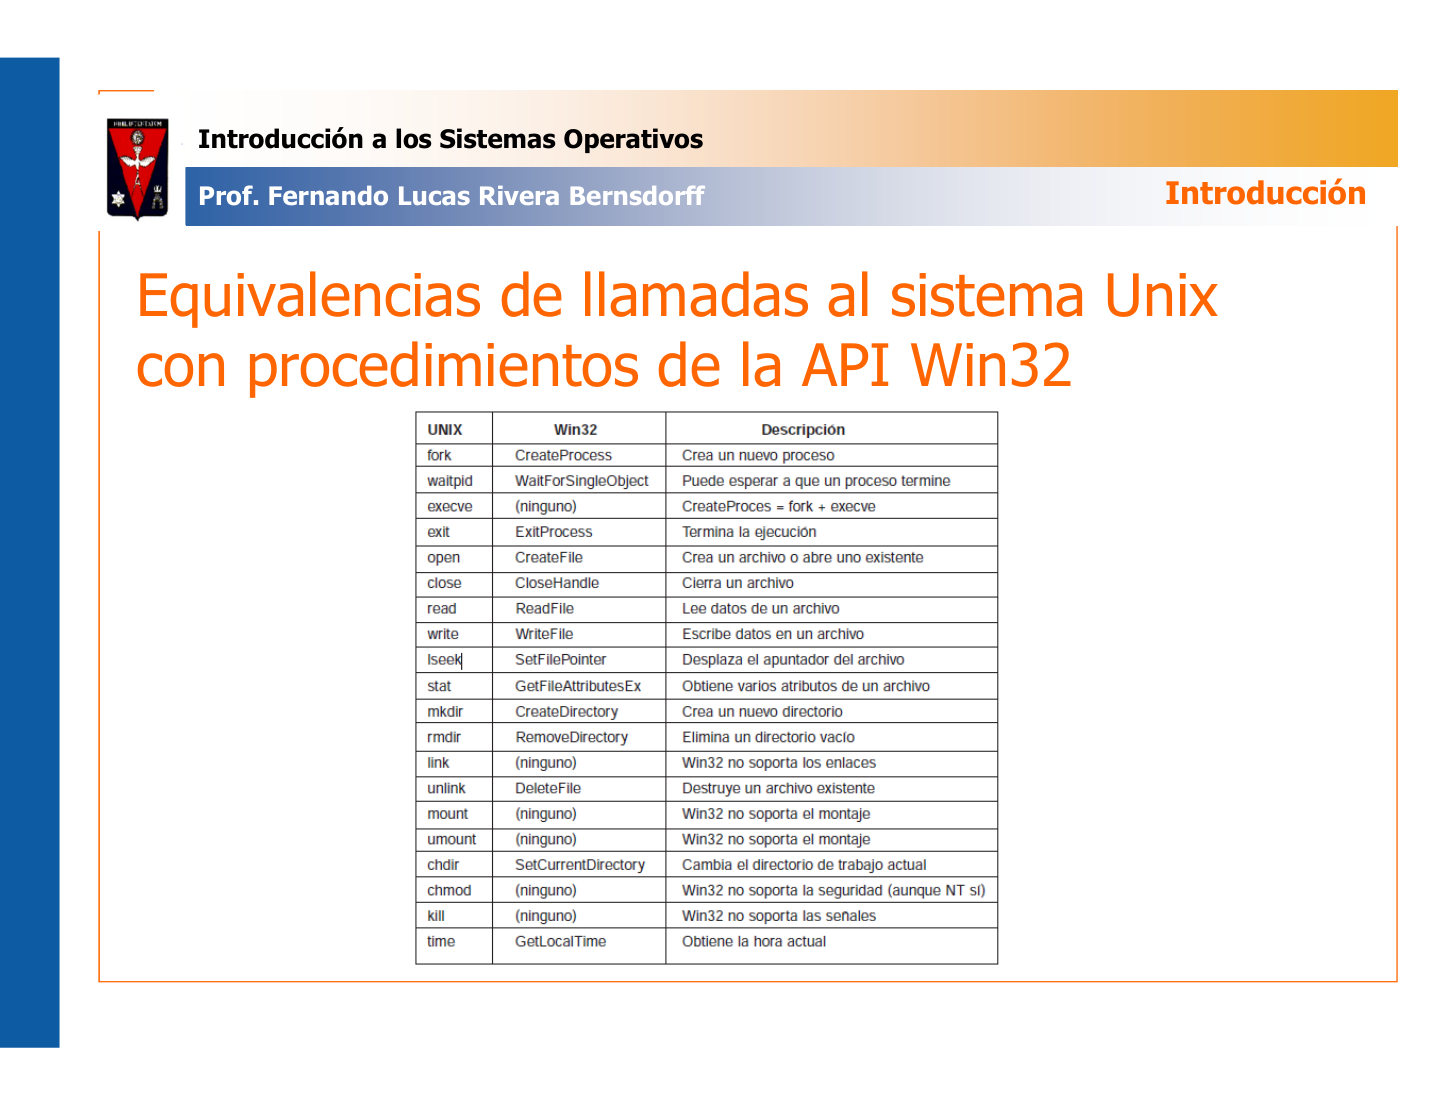 Introducción a los Sistemas Operativos
Prof. Fernando Lucas Rivera Bernsdorff
Introducción
Equivalencias de llamadas al sistema Unix
con procedimientos de la API Win32
UNIX Win32 Descripción
fork CreateProcess Crea un nuevo proceso
waitpid WaitForSingleObject Puede esperar a que un proceso termine
execve (ninguno) CreateProces = fork + execve
exit ExitProcess Termina la ejecución
open CreateFile Crea un archivo o abre uno existente
close CloseHandle Cierra un archivo
read ReadFile Lee datos de un archivo
write WriteFile Escribe datos en un archivo
lseek SetFilePointer Desplaza el apuntador del archivo
stat GetFileAttributesEx Obtiene varios atributos de un archivo
mkdir CreateDirectory Crea un nuevo directorio
rmdir RemoveDirectory Elimina un directorio vacío
link (ninguno) Win32 no soporta los enlaces
unlink DeleteFile Destruye un archivo existente
mount (ninguno) Win32 no soporta el montaje
umount (ninguno) Win32 no soporta el montaje
chdir SetCurrentDirectory Cambia el directorio de trabajo actual
chmod (ninguno) Win32 no soporta la seguridad (aunque NT sí)
kill (ninguno) Win32 no soporta las señales
time GetLocalTime Obtiene la hora actual